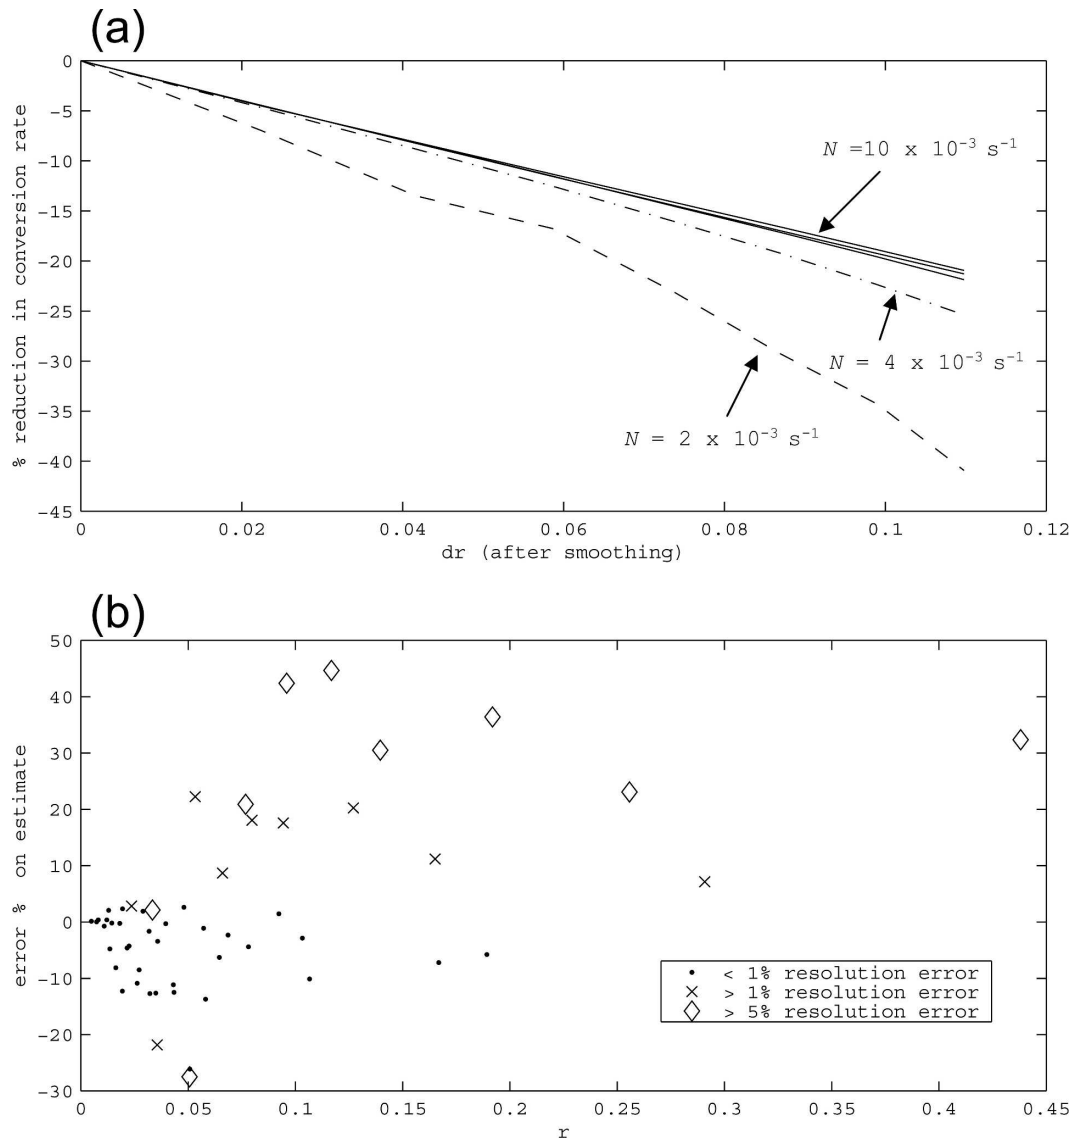 (a)
0
-5
-10
-15
-20
-25
-30
-35
-40
-45
% reduction in conversion rate
N =10 x 10⁻³ s⁻¹
N = 4 x 10⁻³ s⁻¹
N = 2 x 10⁻³ s⁻¹
0 0.02 0.04 0.06 0.08 0.1 0.12
dr (after smoothing)
(b)
50
40
30
20
10
0
-10
-20
-30
error % on estimate
< 1% resolution error
> 1% resolution error
> 5% resolution error
0 0.05 0.1 0.15 0.2 0.25 0.3 0.35 0.4 0.45
r